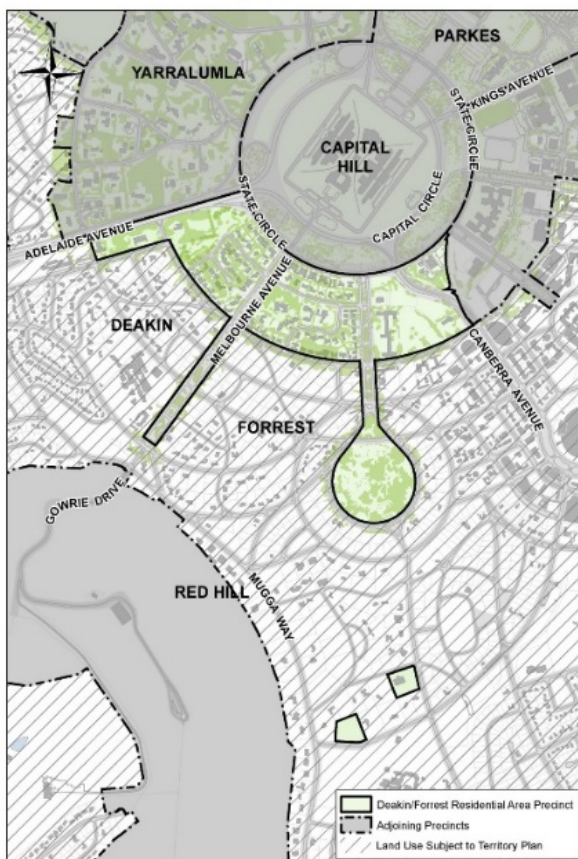 PARKES
YARRALUMLA
KINGS AVENUE
STATE CIRCLE
CAPITAL
HILL
CAPITAL CIRCLE
STATE CIRCLE
ADELAIDE AVENUE
MELBOURNE AVENUE
DEAKIN
CANBERRA AVENUE
FORREST
GOWRIE DRIVE
RED HILL
MUGGA WAY
Deakin/Forrest Residential Area Precinct
Adjoining Precincts
Land Use Subject to Territory Plan